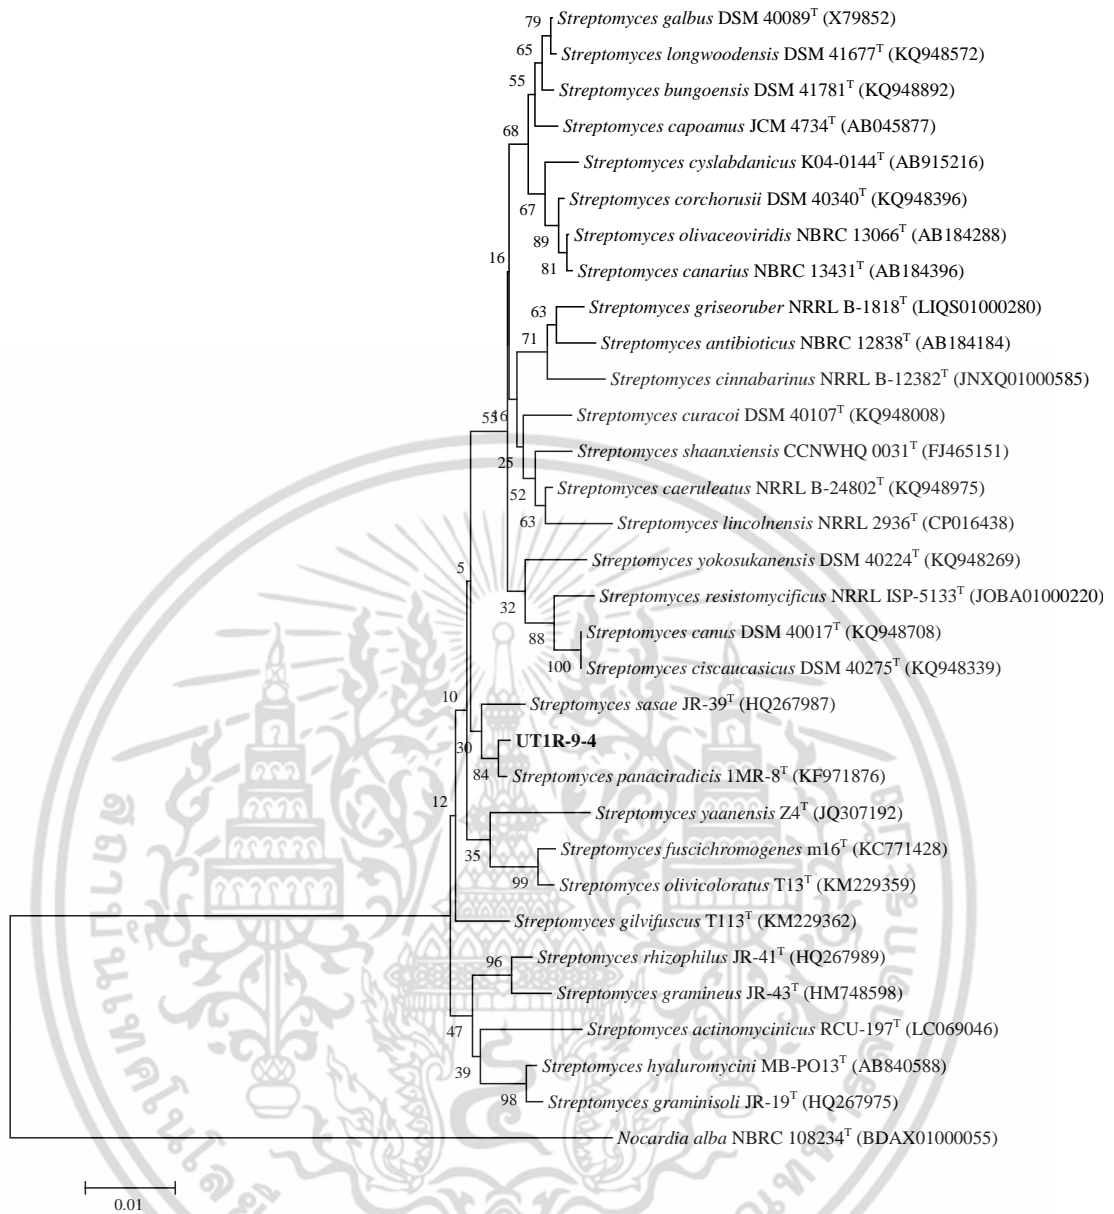 79 Streptomyces galbus DSM 40089T (X79852)
65 Streptomyces longwoodensis DSM 41677T (KQ948572)
55 Streptomyces bungoensis DSM 41781T (KQ948892)
68 Streptomyces capoamus JCM 4734T (AB045877)
Streptomyces cyslabdanicus K04-0144T (AB915216)
67 Streptomyces corchorusii DSM 40340T (KQ948396)
89 Streptomyces olivaceoviridis NBRC 13066T (AB184288)
16 81 Streptomyces canarius NBRC 13431T (AB184396)
63 Streptomyces griseoruber NRRL B-1818T (LIQS01000280)
71 Streptomyces antibioticus NBRC 12838T (AB184184)
Streptomyces cinnabarinus NRRL B-12382T (JNXQ01000585)
55 16 Streptomyces curacoi DSM 40107T (KQ948008)
25 Streptomyces shaanxiensis CCNWHQ 0031T (FJ465151)
52 Streptomyces caeruleatus NRRL B-24802T (KQ948975)
63 Streptomyces lincolnensis NRRL 2936T (CP016438)
5 Streptomyces yokosukanensis DSM 40224T (KQ948269)
32 Streptomyces resistomycificus NRRL ISP-5133T (JOBA01000220)
88 Streptomyces canus DSM 40017T (KQ948708)
100 Streptomyces ciscaucasicus DSM 40275T (KQ948339)
10 Streptomyces sasae JR-39T (HQ267987)
30 UT1R-9-4
84 Streptomyces panaciradicis 1MR-8T (KF971876)
12 Streptomyces yaanensis Z4T (JQ307192)
35 Streptomyces fuscichromogenes m16T (KC771428)
99 Streptomyces olivicoloratus T13T (KM229359)
Streptomyces gilvifuscus T113T (KM229362)
96 Streptomyces rhizophilus JR-41T (HQ267989)
Streptomyces gramineus JR-43T (HM748598)
47 Streptomyces actinomycinicus RCU-197T (LC069046)
39 Streptomyces hyaluromycini MB-PO13T (AB840588)
98 Streptomyces graminisoli JR-19T (HQ267975)
Nocardia alba NBRC 108234T (BDAX01000055)
0.01